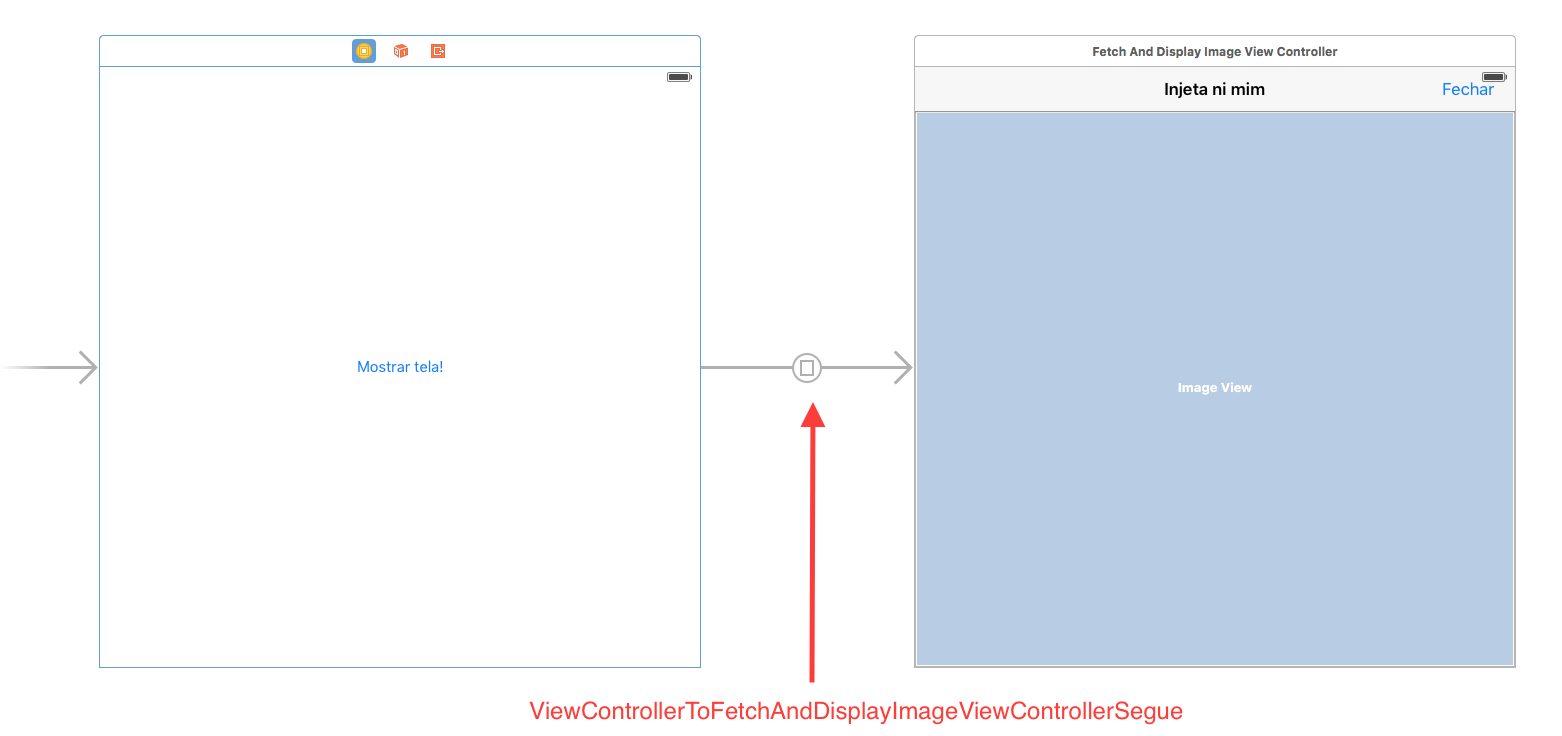 Fetch And Display Image View Controller
Injeta ni mim
Fechar
Mostrar tela!
Image View
ViewControllerToFetchAndDisplayImageViewControllerSegue